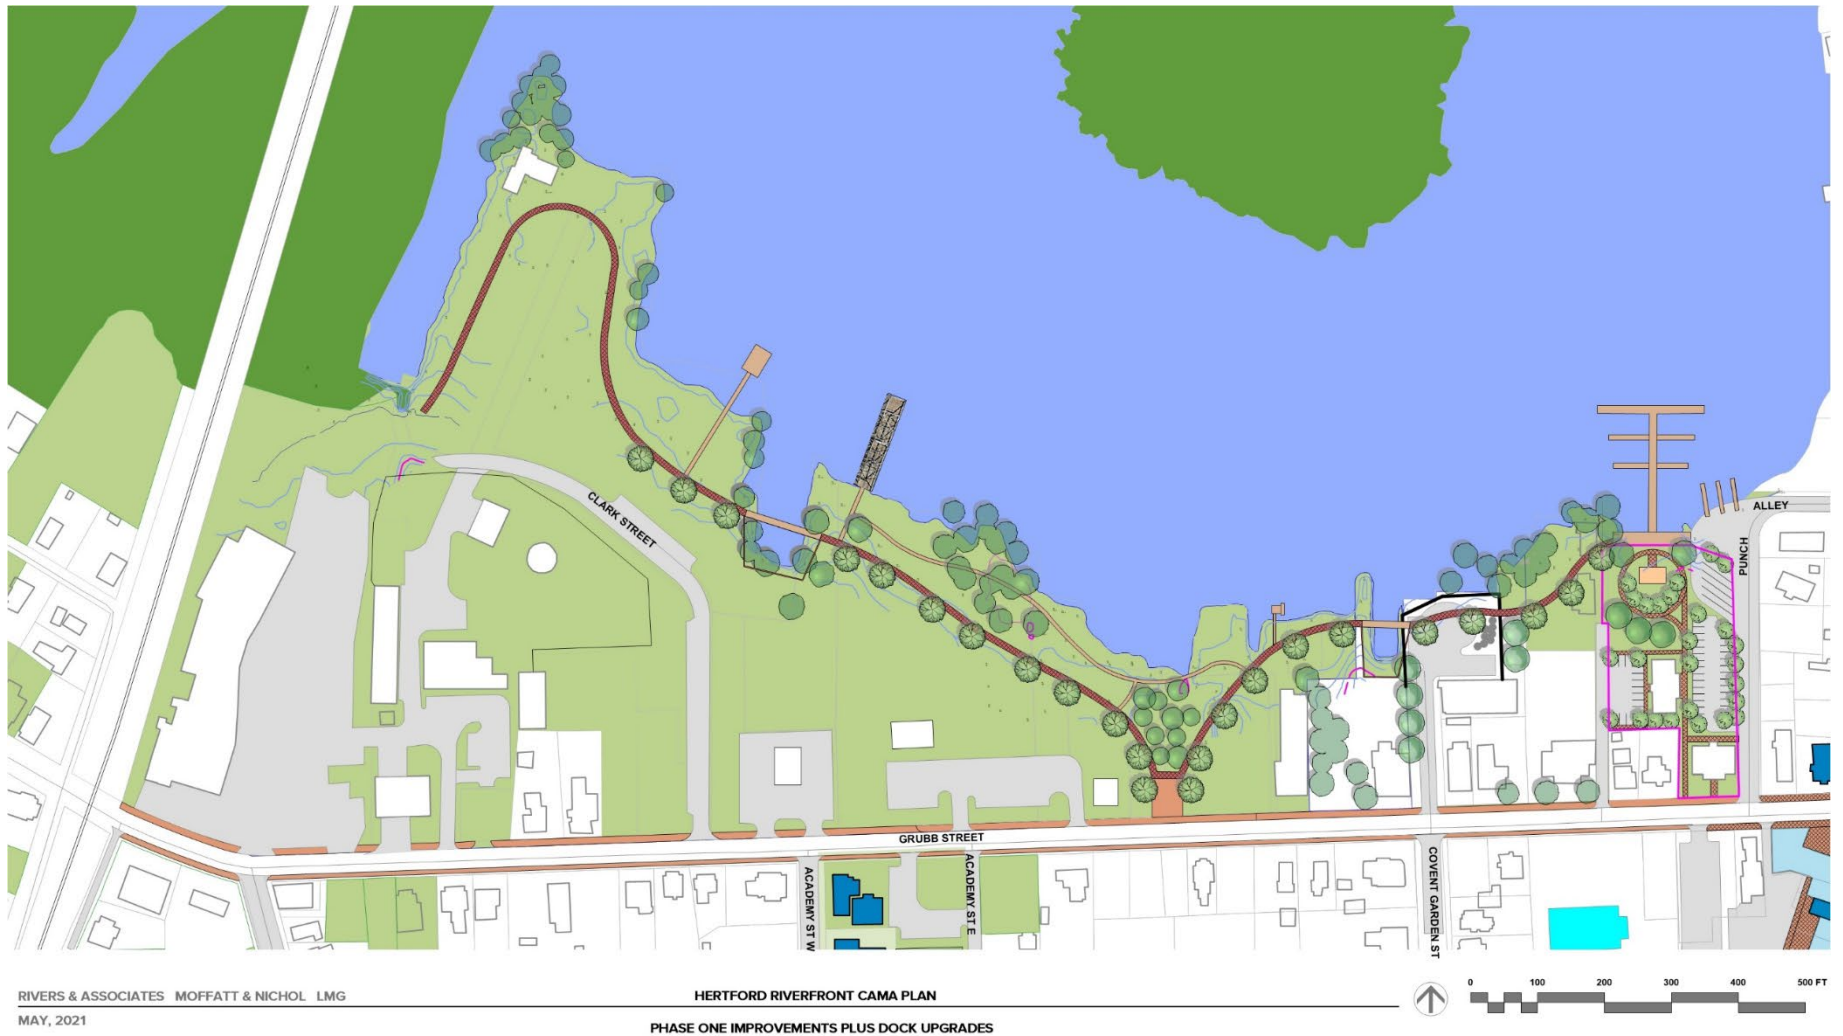 CLARK STREET
ALLEY
PUNCH
GRUBB STREET
ACADEMY ST W
ACADEMY ST E
COVENT GARDEN ST
RIVERS & ASSOCIATES MOFFATT & NICHOL LMG
MAY, 2021
HERTFORD RIVERFRONT CAMA PLAN
PHASE ONE IMPROVEMENTS PLUS DOCK UPGRADES
0 100 200 300 400 500 FT